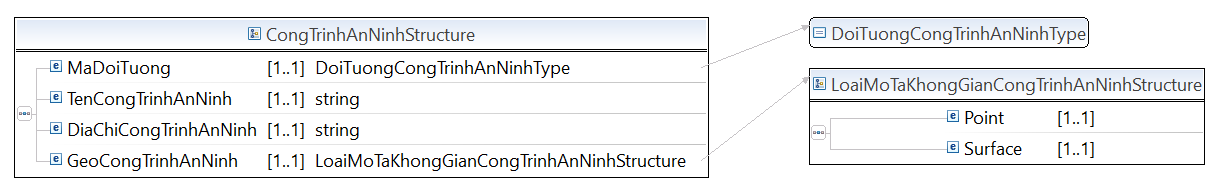 CongTrinhAnNinhStructure
MaDoiTuong [1..1] DoiTuongCongTrinhAnNinhType
TenCongTrinhAnNinh [1..1] string
DiaChiCongTrinhAnNinh [1..1] string
GeoCongTrinhAnNinh [1..1] LoaiMoTaKhongGianCongTrinhAnNinhStructure
DoiTuongCongTrinhAnNinhType
LoaiMoTaKhongGianCongTrinhAnNinhStructure
Point [1..1]
Surface [1..1]